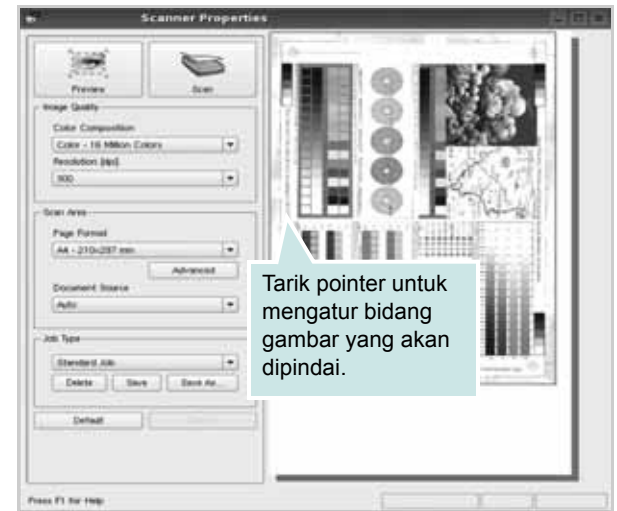 Scanner Properties
Preview
Scan
Image Quality
Color Composition
Color - 16 Million Colors
Resolution [dpi]
300
Scan Area
Page Format
A4 - 210x297 mm
Advanced
Document Source
Auto
Job Type
Standard Job
Delete
Save
Save As...
Default
Tarik pointer untuk
mengatur bidang
gambar yang akan
dipindai.
Press F1 for Help